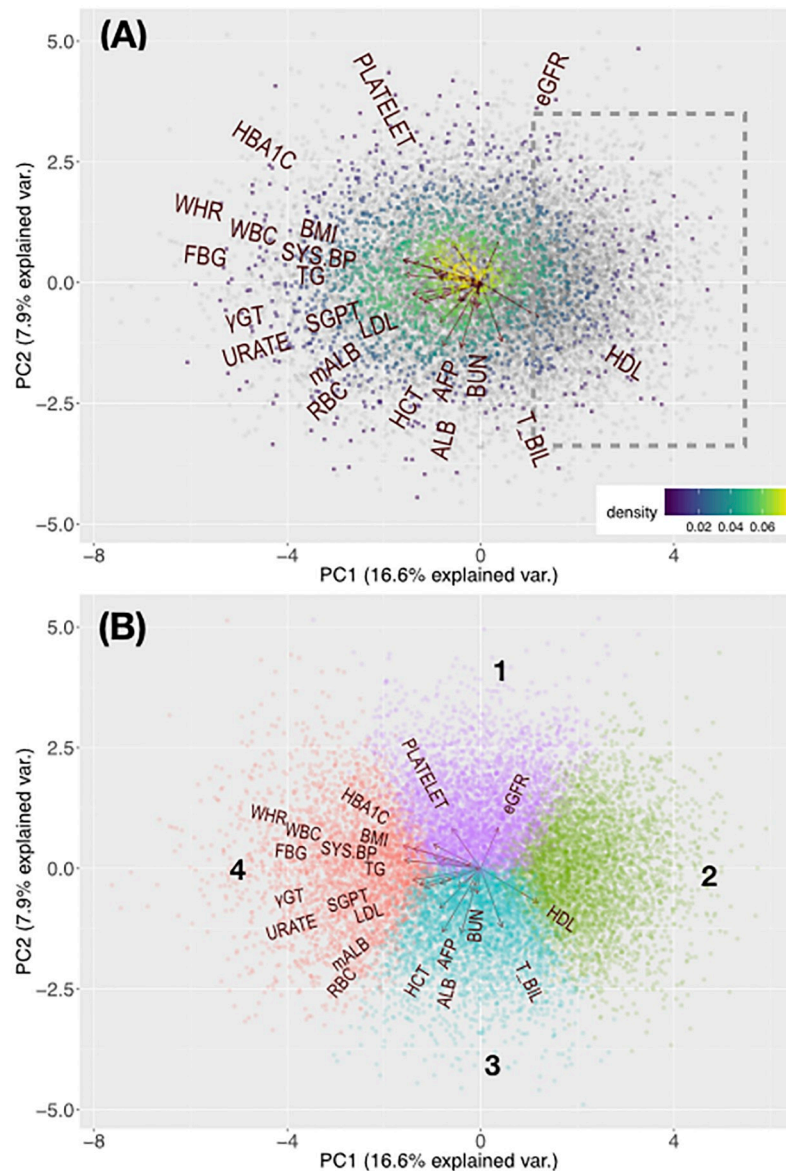 (A)
5.0
2.5
0.0
−2.5
−5.0
PC2 (7.9% explained var.)
PLATELET
eGFR
HBA1C
WHR
WBC
BMI
FBG
SYS.BP
TG
γGT
SGPT
LDL
URATE
mALB
RBC
HCT
AFP
BUN
ALB
T_BIL
HDL
density
0.02 0.04 0.06
−8 −4 0 4
PC1 (16.6% explained var.)
(B)
5.0
2.5
0.0
−2.5
−5.0
PC2 (7.9% explained var.)
1
PLATELET
eGFR
HBA1C
WHR
WBC
BMI
FBG
SYS.BP
TG
4
2
γGT
SGPT
LDL
URATE
HDL
mALB
RBC
HCT
AFP
BUN
ALB
T_BIL
3
−8 −4 0 4
PC1 (16.6% explained var.)